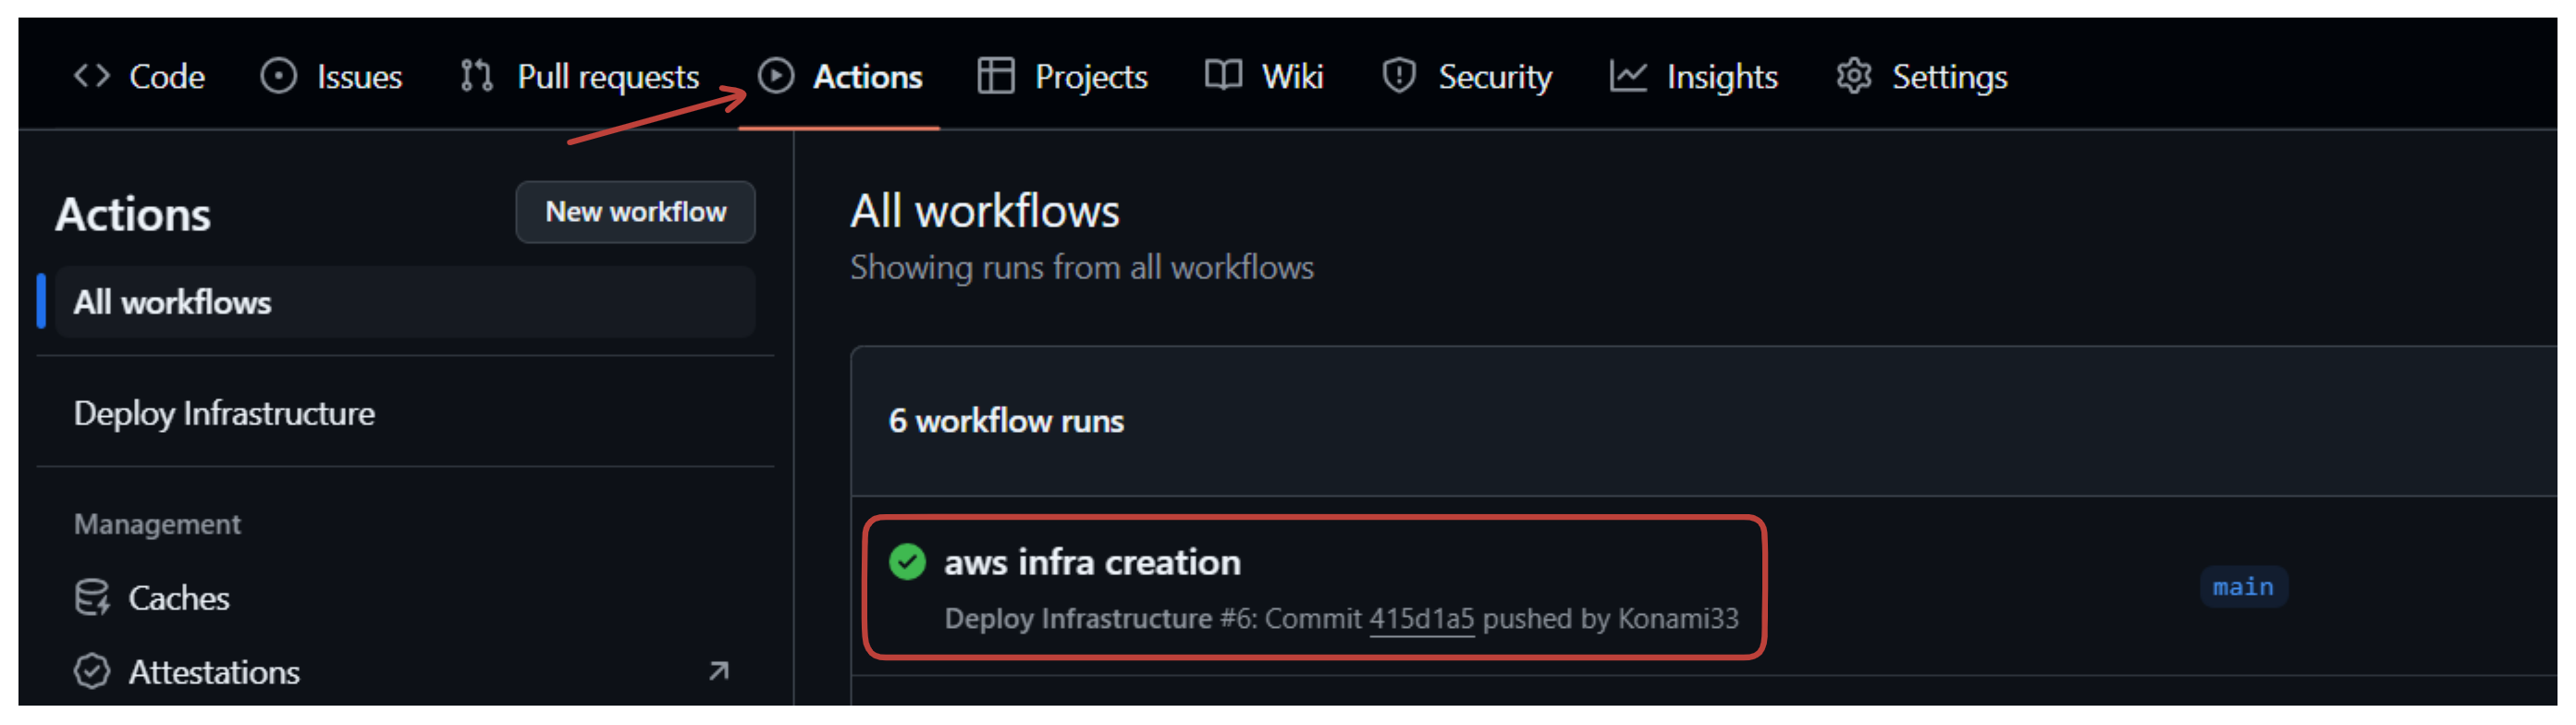 Code Issues Pull requests Actions Projects Wiki Security Insights Settings
Actions New workflow
All workflows
Deploy Infrastructure
Management
Caches
Attestations
All workflows
Showing runs from all workflows
6 workflow runs
aws infra creation
Deploy Infrastructure #6: Commit 415d1a5 pushed by Konami33
main